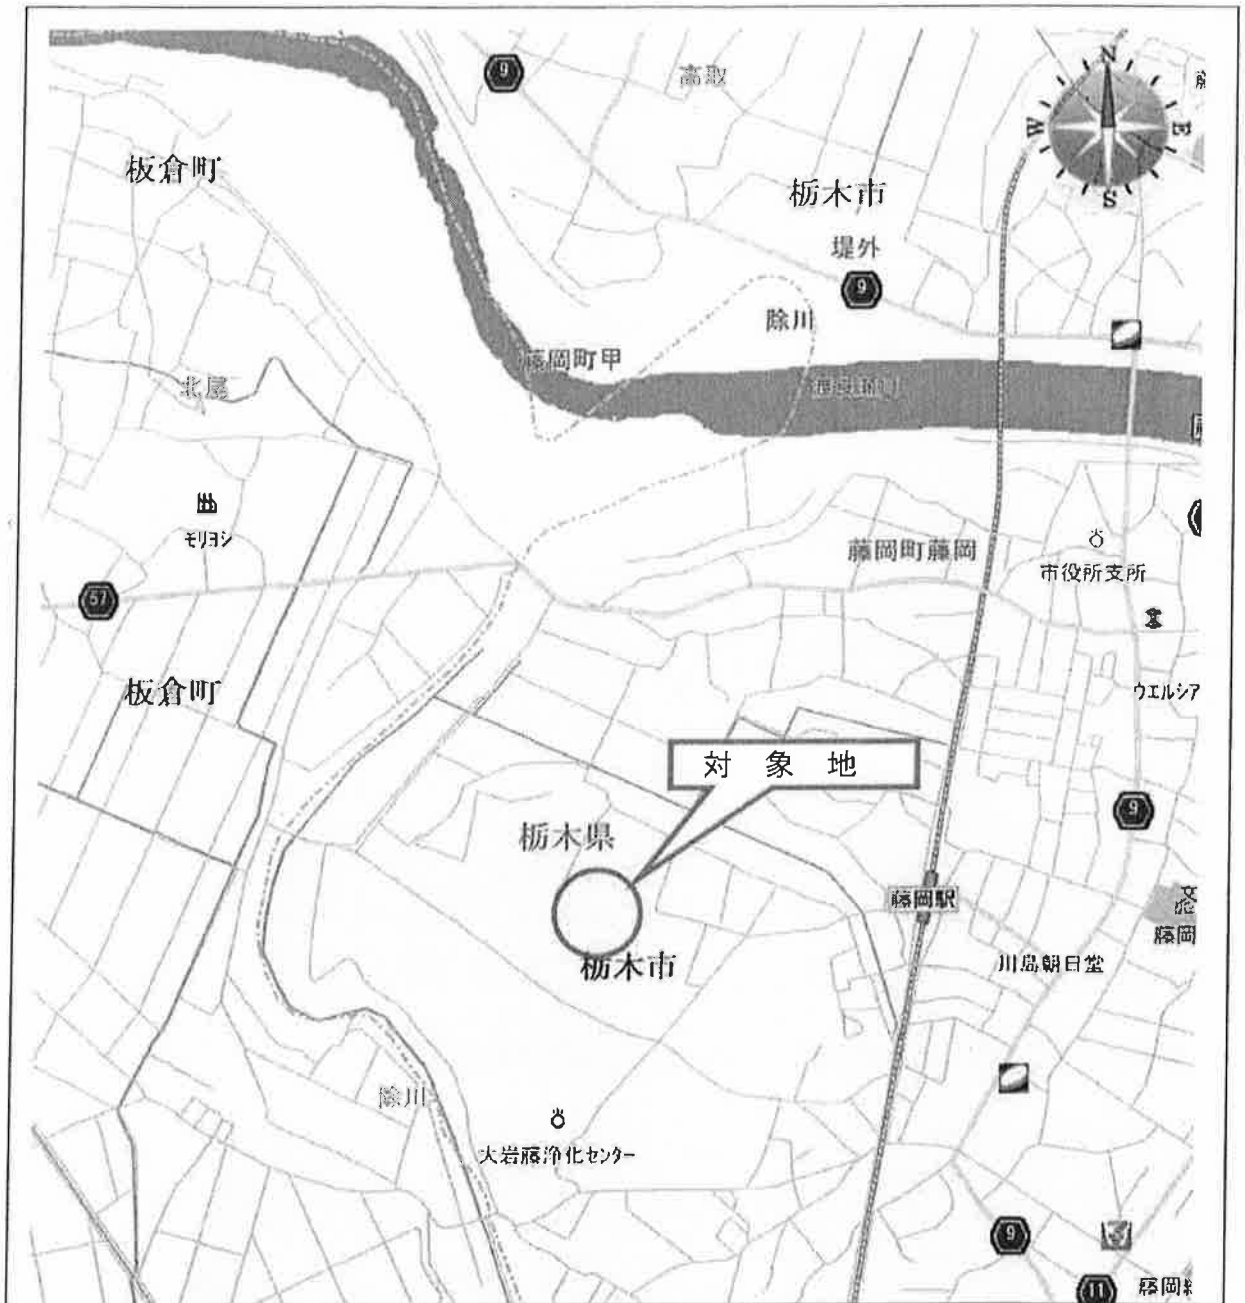 9
高取
N
W
E
S
板倉町
栃木市
堤外
9
除川
藤岡町甲
北尾
モリヨシ
藤岡町藤岡
市役所支所
57
板倉町
ウエルシア
対象地
9
栃木県
藤岡駅
栃木市
藤岡
川島朝日堂
除川
大岩藤浄化センター
9
11
藤岡